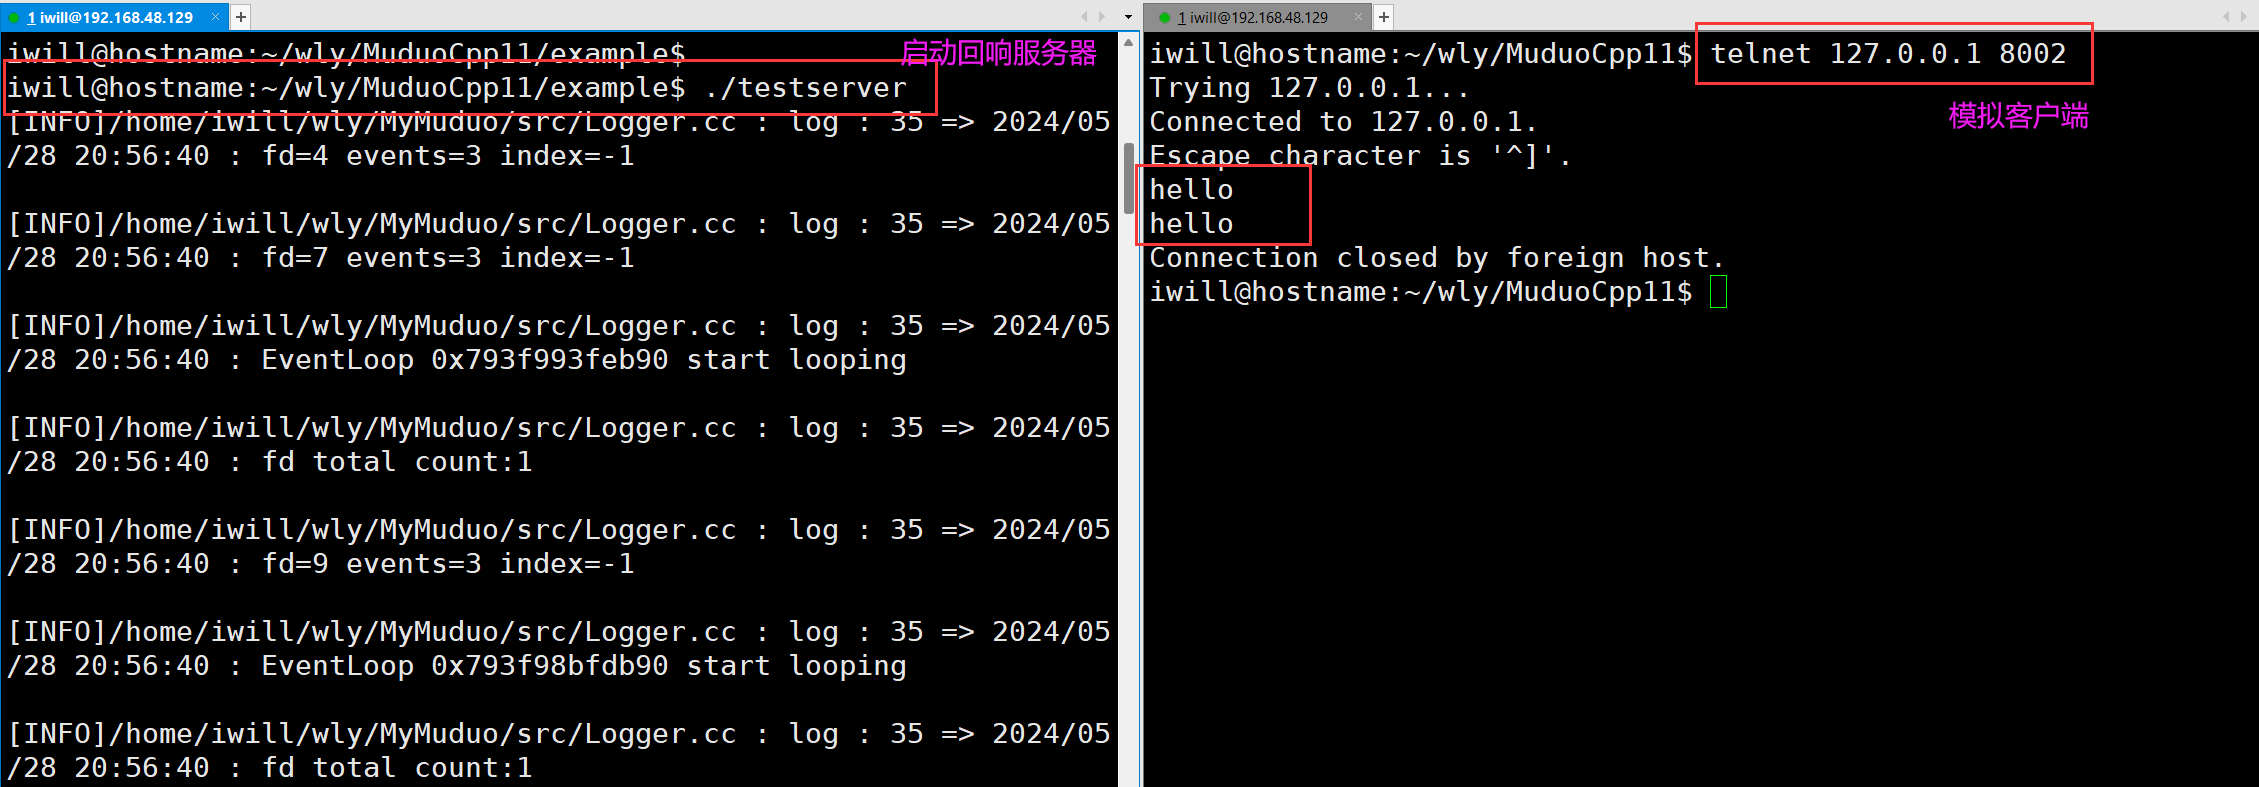 1 iwill@192.168.48.129
iwill@hostname:~/wly/MuduoCpp11/example$
启动回响服务器
iwill@hostname:~/wly/MuduoCpp11/example$ ./testserver
[INFO]/home/iwill/wly/MyMuduo/src/Logger.cc : log : 35 => 2024/05
/28 20:56:40 : fd=4 events=3 index=-1
[INFO]/home/iwill/wly/MyMuduo/src/Logger.cc : log : 35 => 2024/05
/28 20:56:40 : fd=7 events=3 index=-1
[INFO]/home/iwill/wly/MyMuduo/src/Logger.cc : log : 35 => 2024/05
/28 20:56:40 : EventLoop 0x793f993feb90 start looping
[INFO]/home/iwill/wly/MyMuduo/src/Logger.cc : log : 35 => 2024/05
/28 20:56:40 : fd total count:1
[INFO]/home/iwill/wly/MyMuduo/src/Logger.cc : log : 35 => 2024/05
/28 20:56:40 : fd=9 events=3 index=-1
[INFO]/home/iwill/wly/MyMuduo/src/Logger.cc : log : 35 => 2024/05
/28 20:56:40 : EventLoop 0x793f98bfdb90 start looping
[INFO]/home/iwill/wly/MyMuduo/src/Logger.cc : log : 35 => 2024/05
/28 20:56:40 : fd total count:1
1 iwill@192.168.48.129
iwill@hostname:~/wly/MuduoCpp11$ telnet 127.0.0.1 8002
Trying 127.0.0.1...
模拟客户端
Connected to 127.0.0.1.
Escape character is '^]'.
hello
hello
Connection closed by foreign host.
iwill@hostname:~/wly/MuduoCpp11$